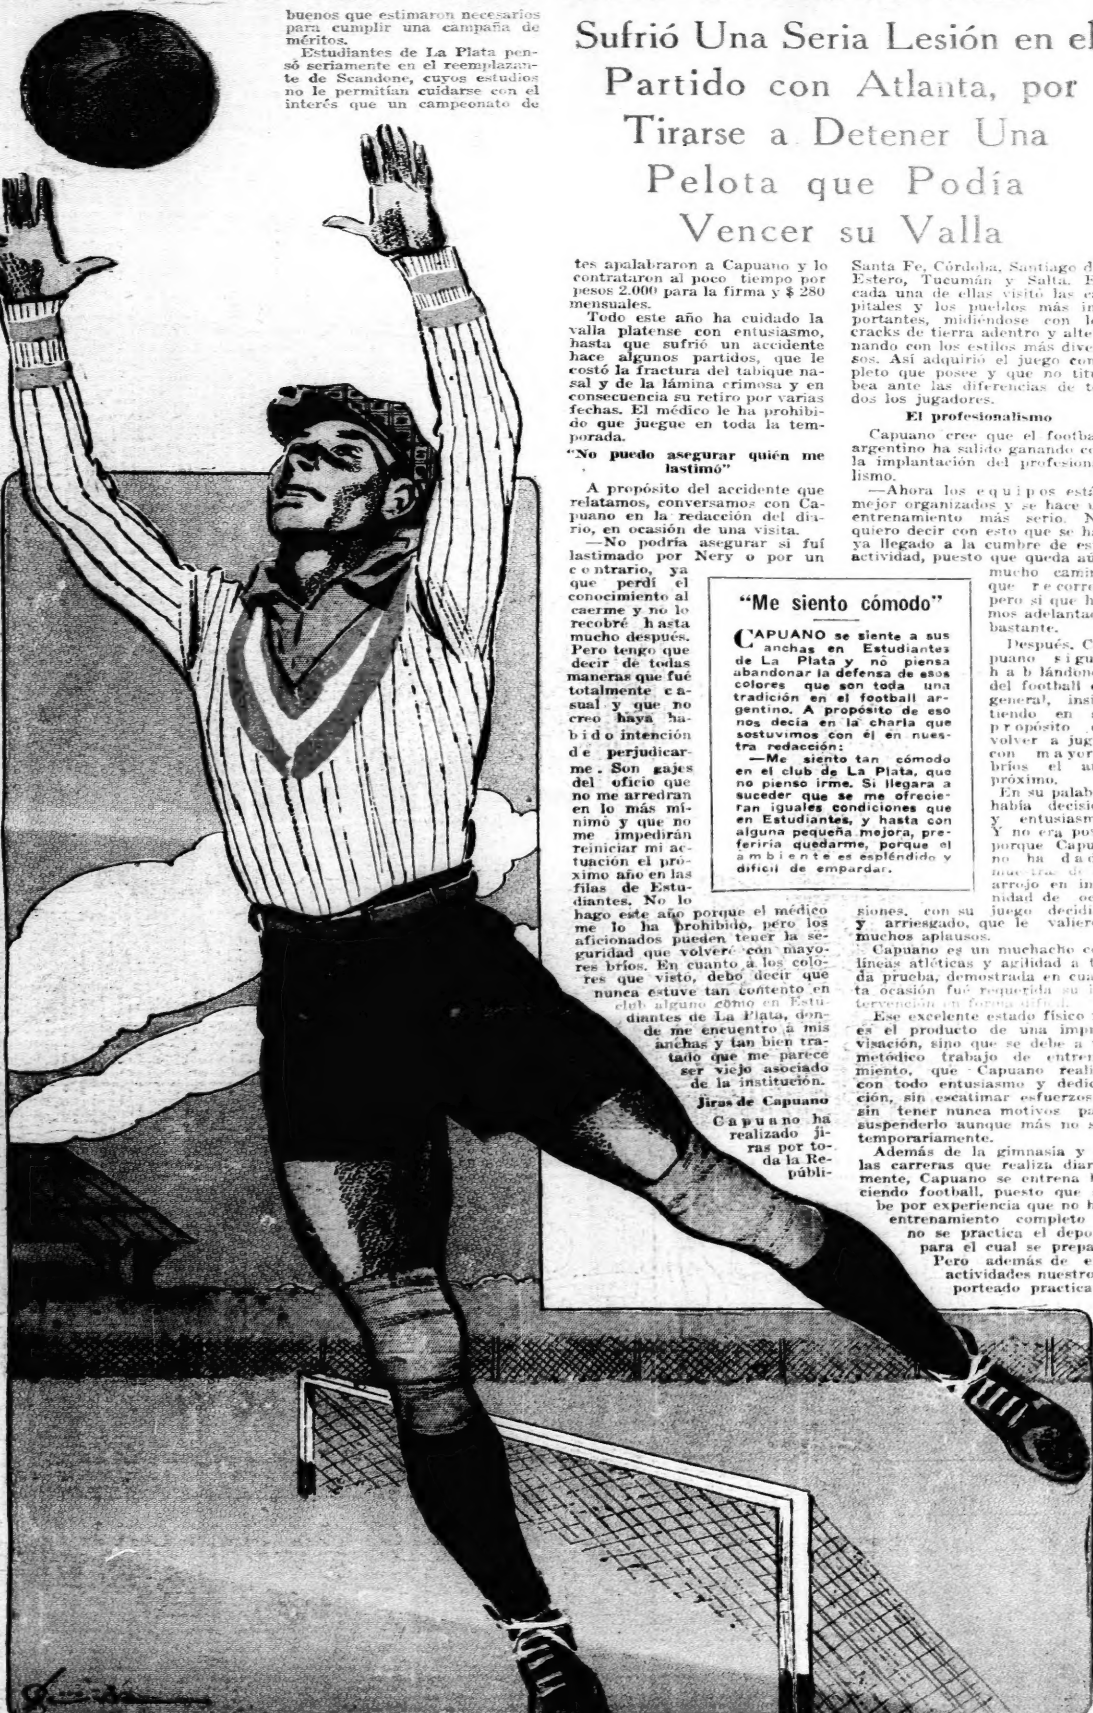 buenos que estimaron necesarios
para cumplir una campaña de
méritos.
Estudiantes de La Plata pen-
só seriamente en el reemplazan-
te de Scandone, cuyos estudios
no le permitían cuidarse con el
interés que un campeonato de
Sufrió Una Seria Lesión en el
Partido con Atlanta, por
Tirarse a Detener Una
Pelota que Podía
Vencer su Valla
tes apalabraron a Capuano y lo
contrataron al poco tiempo por
pesos 2.000 para la firma y $ 280
mensuales.
Todo este año ha cuidado la
valla platense con entusiasmo,
hasta que sufrió un accidente
hace algunos partidos, que le
costó la fractura del tabique na-
sal y de la lámina crimosa y en
consecuencia su retiro por varias
fechas. El médico le ha prohibi-
do que juegue en toda la tem-
porada.
"No puedo asegurar quién me
lastimó"
A propósito del accidente que
relatamos, conversamos con Ca-
puano en la redacción del dia-
rio, en ocasión de una visita.
—No podría asegurar si fuí
lastimado por Nery o por un
contrario, ya
que perdí el
conocimiento al
caerme y no lo
recobré hasta
mucho después.
Pero tengo que
decir de todas
maneras que fué
totalmente ca-
sual y que no
creo haya ha-
bido intención
de perjudicar-
me. Son gajes
del oficio que
no me arredran
en lo más mí-
nimo y que no
me impedirán
reiniciar mi ac-
tuación el pró-
ximo año en las
filas de Estu-
diantes. No lo
hago este año porque el médico
me lo ha prohibido, pero los
aficionados pueden tener la se-
guridad que volveré con mayo-
res bríos. En cuanto a los colo-
res que visto, debo decir que
nunca estuve tan contento en
club alguno como en Estu-
diantes de La Plata, don-
de me encuentro a mis
anchas y tan bien tra-
tado que me parece
ser viejo asociado
de la institución.
Jiras de Capuano
Capuano ha
realizado ji-
ras por to-
da la Re-
públi-
"Me siento cómodo"
CAPUANO se siente a sus
anchas en Estudiantes
de La Plata y no piensa
abandonar la defensa de esos
colores que son toda una
tradición en el football ar-
gentino. A propósito de eso
nos decía en la charla que
sostuvimos con él en nues-
tra redacción:
—Me siento tan cómodo
en el club de La Plata, que
no pienso irme. Si llegara a
suceder que se me ofrecie-
ran iguales condiciones que
en Estudiantes, y hasta con
alguna pequeña mejora, pre-
feriría quedarme, porque el
ambiente es espléndido y
difícil de empardar.
Santa Fe, Córdoba, Santiago d
Estero, Tucumán y Salta. E
cada una de ellas visitó las c
pitales y los pueblos más im
portantes, midiéndose con l
cracks de tierra adentro y alte
nando con los estilos más dive
sos. Así adquirió el juego com
pleto que posee y que no titu
bea ante las diferencias de t
dos los jugadores.
El profesionalismo
Capuano cree que el footba
argentino ha salido ganando c
la implantación del profesion
lismo.
—Ahora los equipos está
mejor organizados y se hace u
entrenamiento más serio. N
quiero decir con esto que se ha
ya llegado a la cumbre de es
actividad, puesto que queda aú
mucho camin
que recorre
pero si que h
mos adelantad
bastante.
Después, C
puano sigu
hablándon
del football e
general, insi
tiendo en s
propósito
volver a jug
con mayor
bríos el a
próximo.
En su palab
había decisió
y entusiasm
Y no era po
porque Capu
no ha dad
muestras de
arrojo en in
nidad de oc
siones, con su juego decidi
y arriesgado, que le valier
muchos aplausos.
Capuano es un muchacho c
líneas atléticas y agilidad a t
da prueba, demostrada en cua
ta ocasión fué requerida su i
tervención en forma difícil.
Ese excelente estado físico
es el producto de una impr
visación, sino que se debe a
metódico trabajo de entren
miento, que Capuano reali
con todo entusiasmo y dedic
ción, sin escatimar esfuerzos
sin tener nunca motivos pa
suspenderlo aunque más no s
temporariamente.
Además de la gimnasia y
las carreras que realiza diar
mente, Capuano se entrena h
ciendo football, puesto que
be por experiencia que no h
entrenamiento completo
no se practica el depo
para el cual se prepa
Pero además de e
actividades nuestro
porteado practica